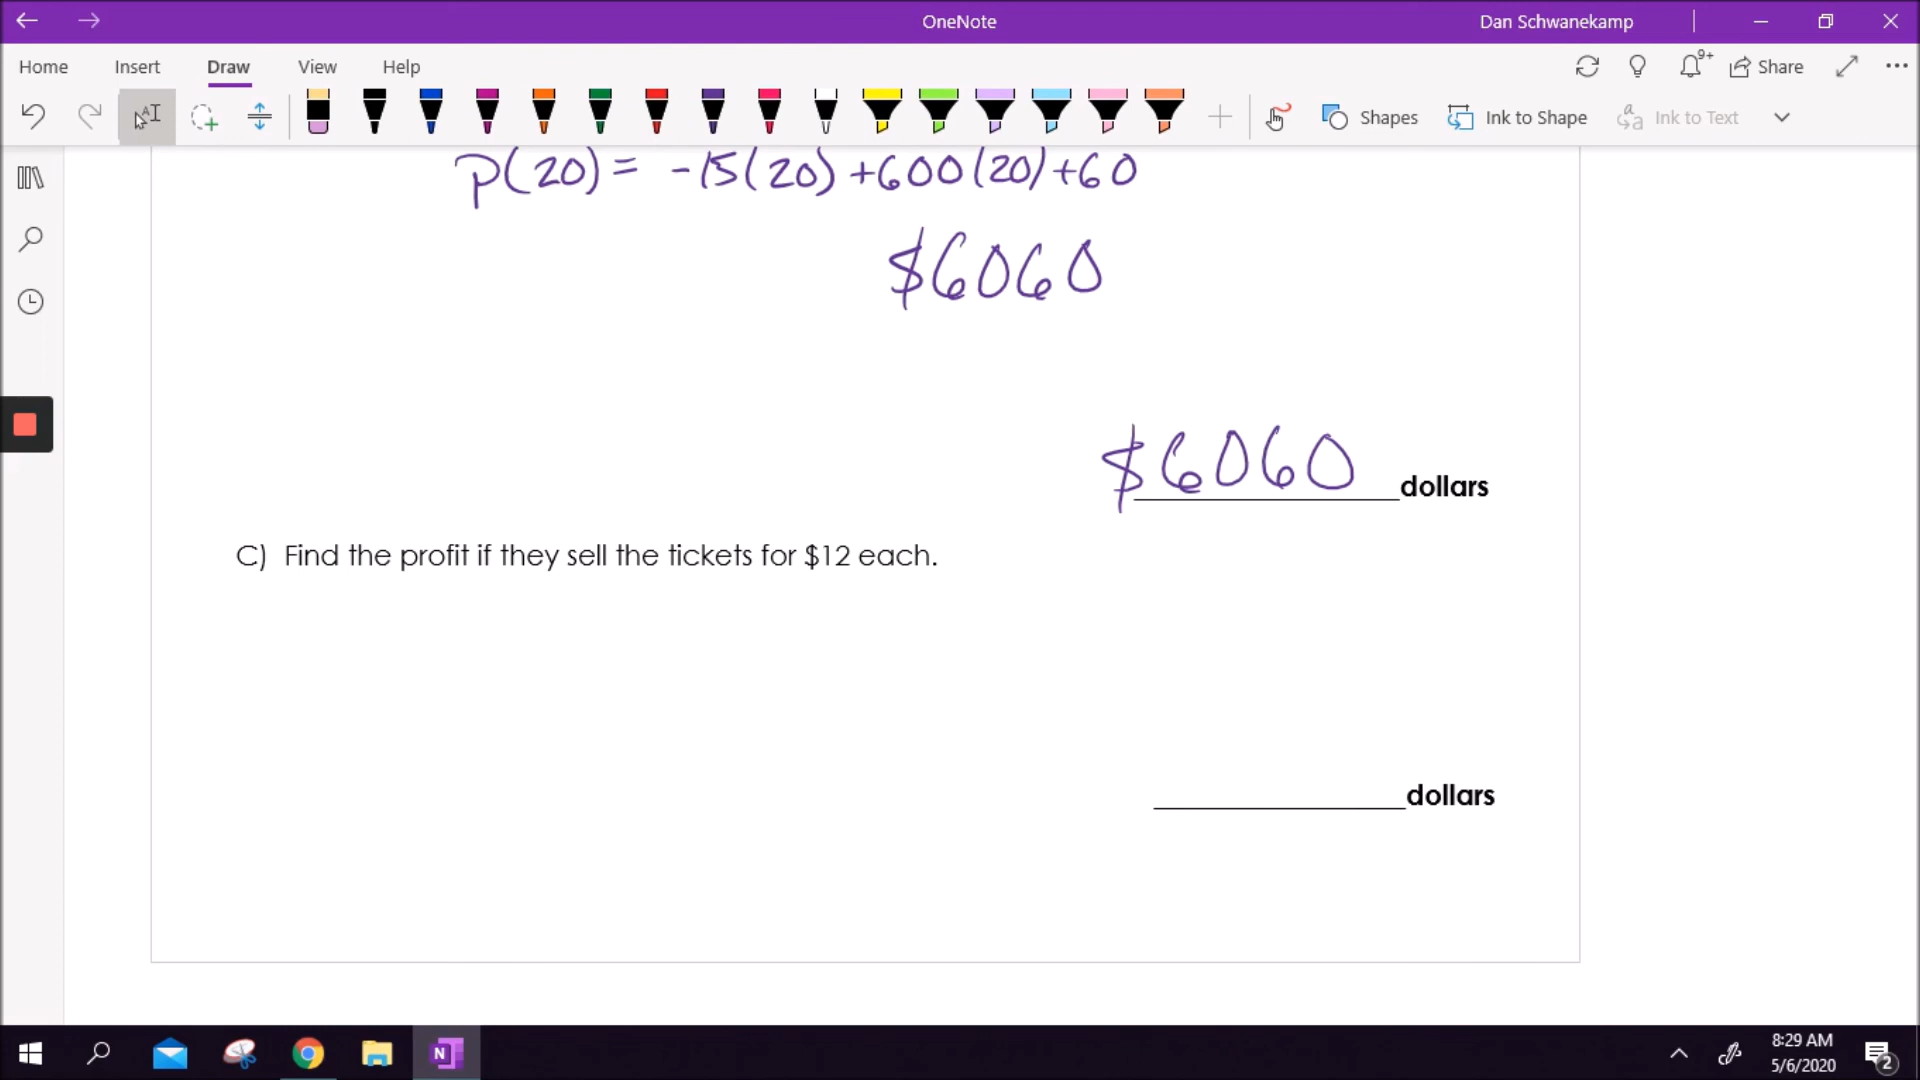 OneNote
Dan Schwanekamp
Home Insert Draw View Help
9+
Share
Shapes
Ink to Shape
Ink to Text
p(20) = -15(20) +600(20) +60
$6060
$6060 dollars
C) Find the profit if they sell the tickets for $12 each.
dollars
8:29 AM
5/6/2020
2